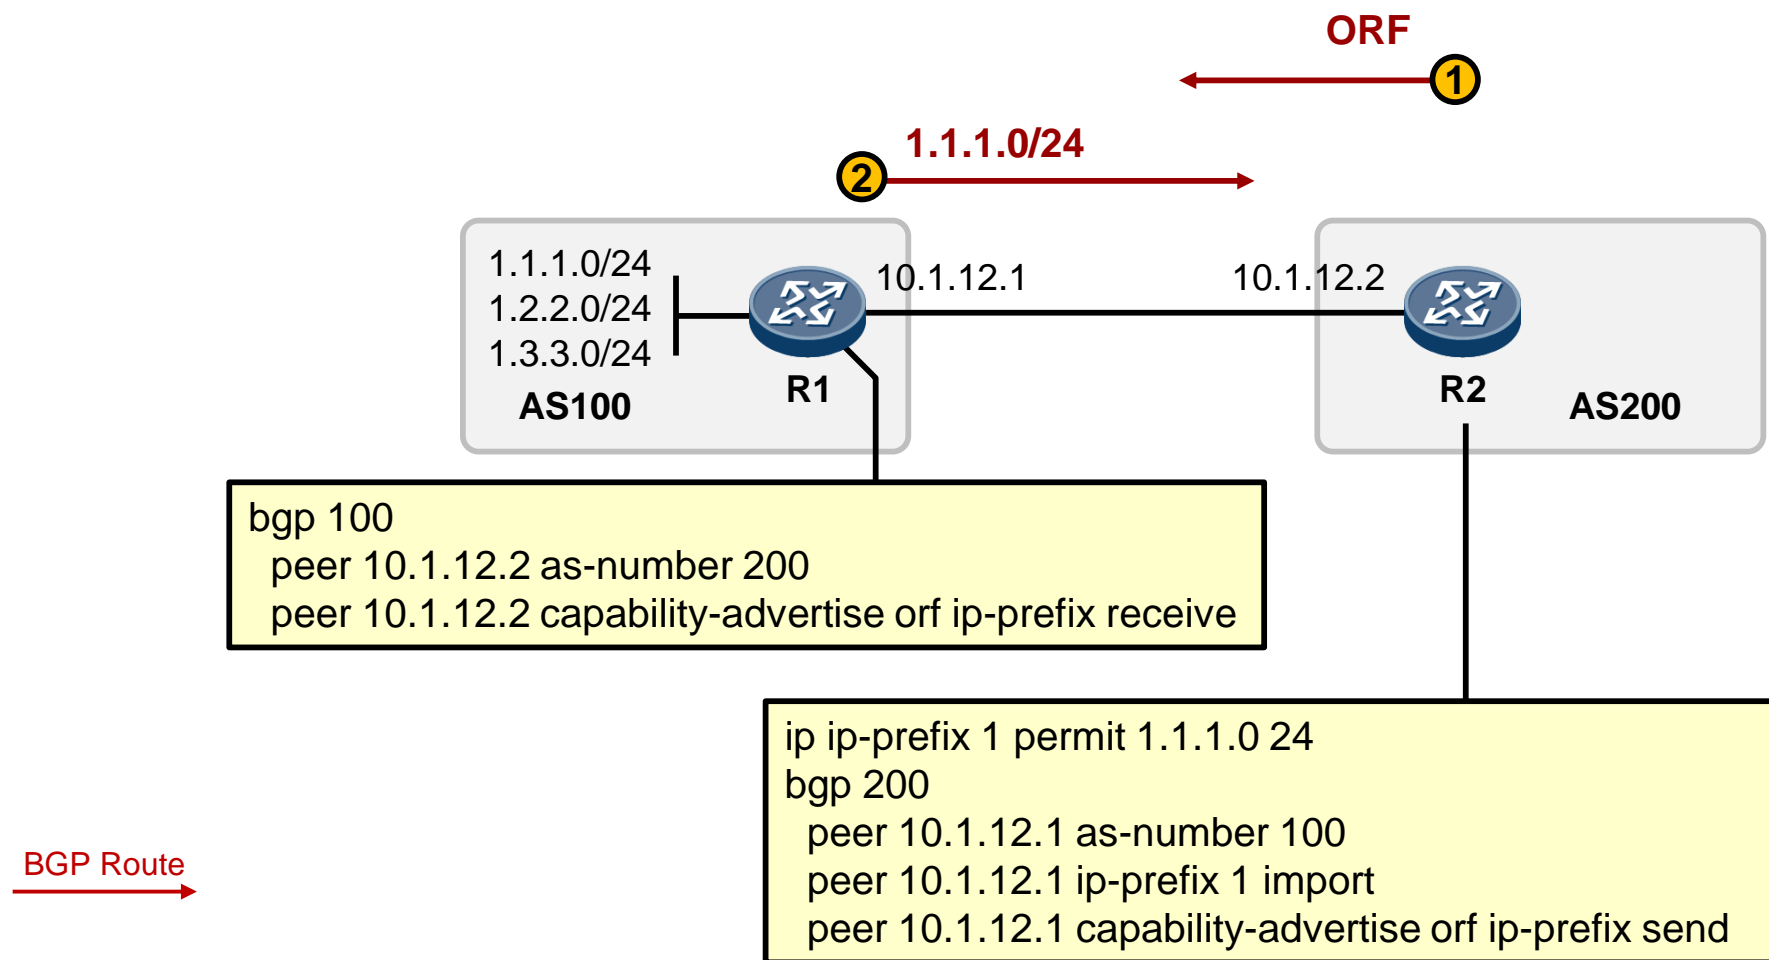 ORF
1
1.1.1.0/24
2
1.1.1.0/24
1.2.2.0/24
1.3.3.0/24
10.1.12.1
10.1.12.2
R1
AS100
R2
AS200
bgp 100
peer 10.1.12.2 as-number 200
peer 10.1.12.2 capability-advertise orf ip-prefix receive
ip ip-prefix 1 permit 1.1.1.0 24
bgp 200
peer 10.1.12.1 as-number 100
peer 10.1.12.1 ip-prefix 1 import
peer 10.1.12.1 capability-advertise orf ip-prefix send
BGP Route